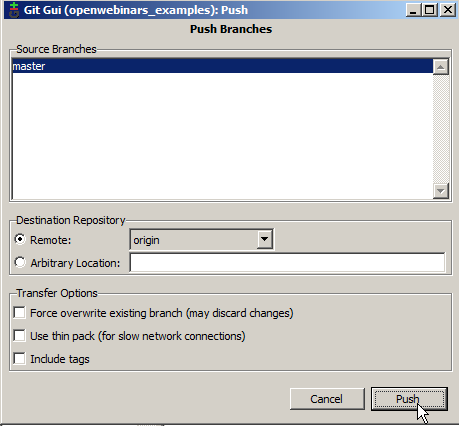 Git Gui (openwebinars_examples): Push
Push Branches
Source Branches
master
Destination Repository
Remote: origin
Arbitrary Location:
Transfer Options
Force overwrite existing branch (may discard changes)
Use thin pack (for slow network connections)
Include tags
Cancel Push